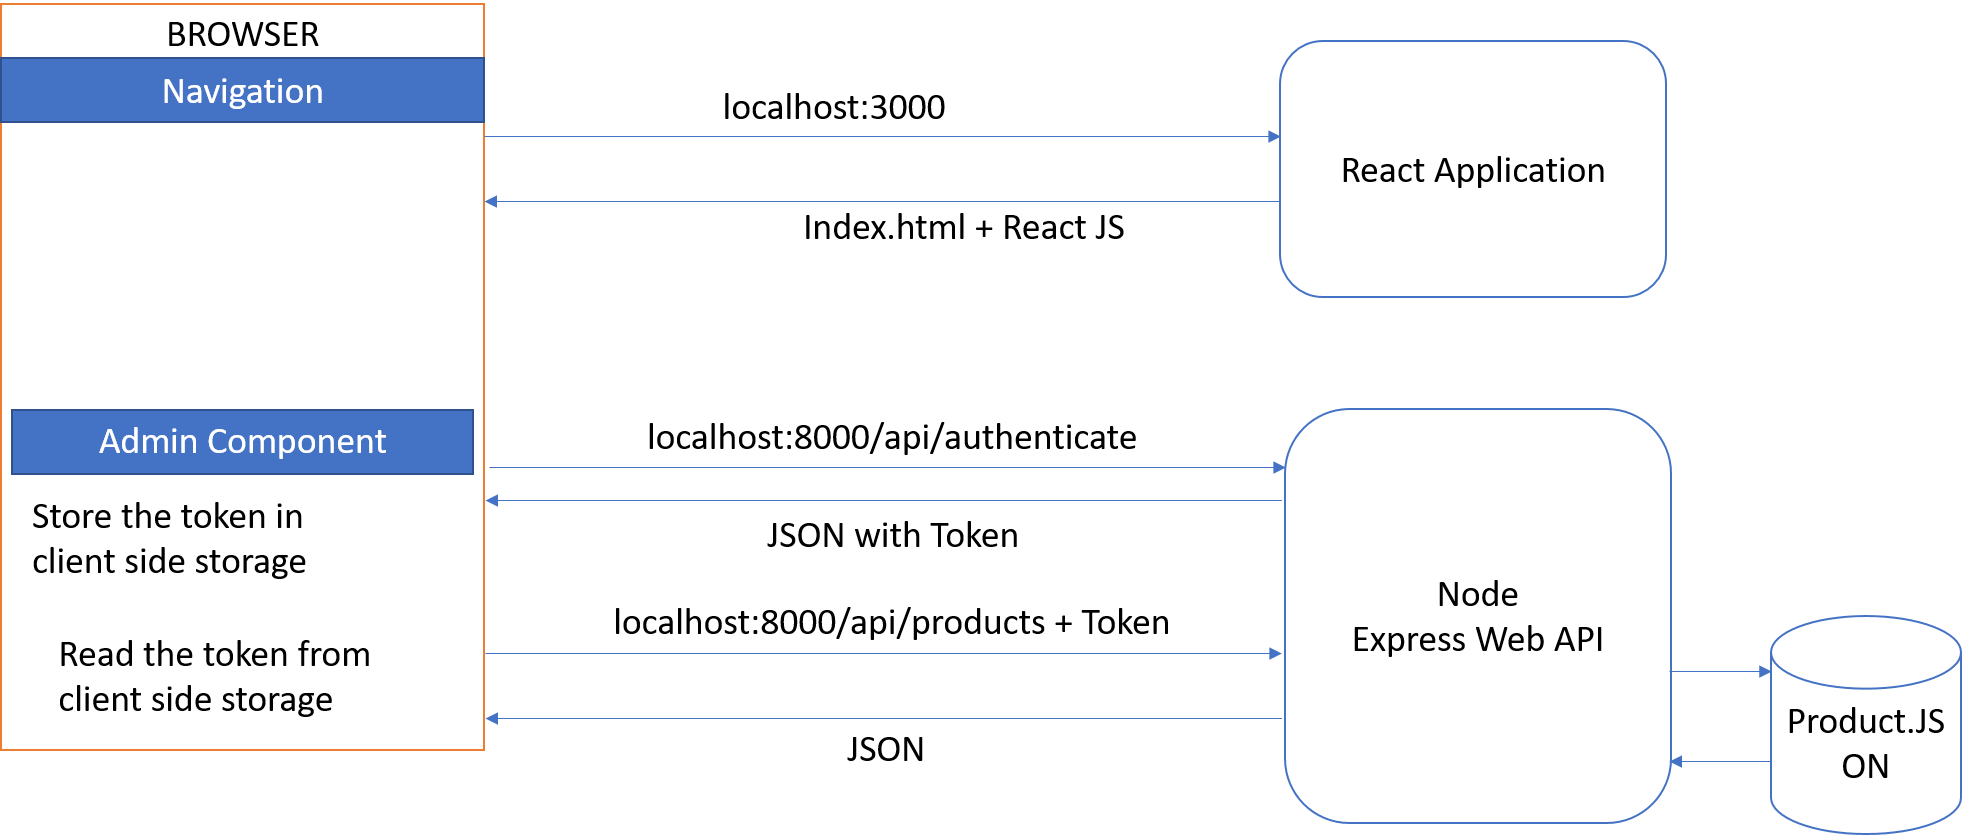 BROWSER
Navigation
localhost:3000
Index.html + React JS
React Application
Admin Component
Store the token in
client side storage
Read the token from
client side storage
localhost:8000/api/authenticate
JSON with Token
localhost:8000/api/products + Token
JSON
Node
Express Web API
Product.JS
ON